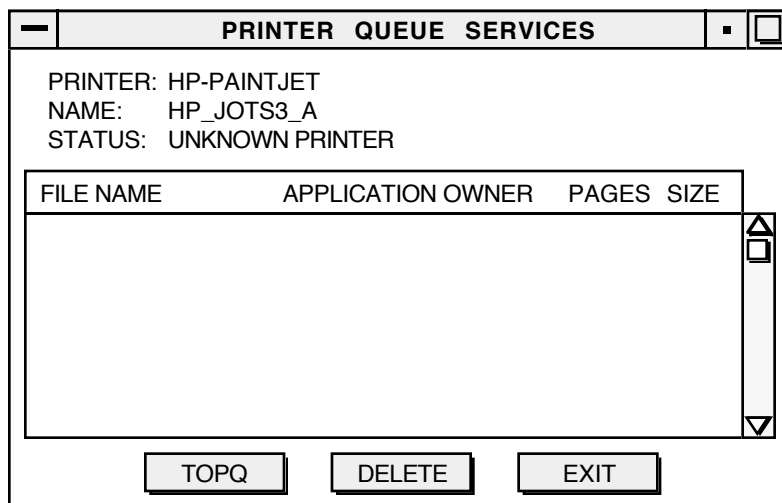 PRINTER QUEUE SERVICES
PRINTER: HP-PAINTJET
NAME: HP_JOTS3_A
STATUS: UNKNOWN PRINTER
FILE NAME APPLICATION OWNER PAGES SIZE
TOPQ DELETE EXIT